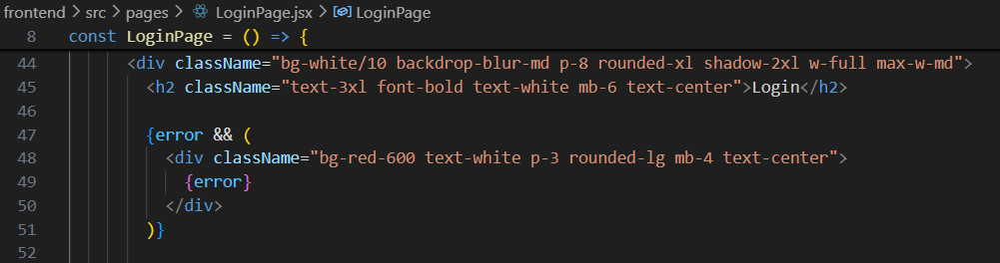 frontend > src > pages > LoginPage.jsx > LoginPage
8 const LoginPage = () => {
44 <div className="bg-white/10 backdrop-blur-md p-8 rounded-xl shadow-2xl w-full max-w-md">
45 <h2 className="text-3xl font-bold text-white mb-6 text-center">Login</h2>
46
47 {error && (
48 <div className="bg-red-600 text-white p-3 rounded-lg mb-4 text-center">
49 {error}
50 </div>
51 )}
52